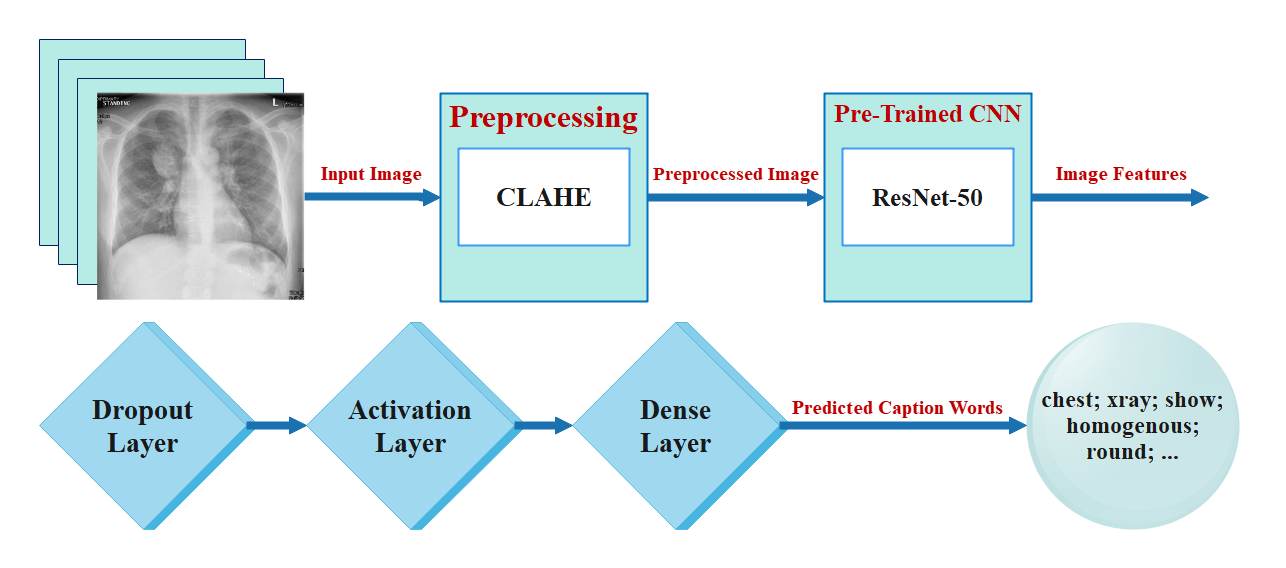 STANDING
L
Input Image
Preprocessing
CLAHE
Preprocessed Image
Pre-Trained CNN
ResNet-50
Image Features
Dropout
Layer
Activation
Layer
Dense
Layer
Predicted Caption Words
chest; xray; show;
homogenous;
round; ...